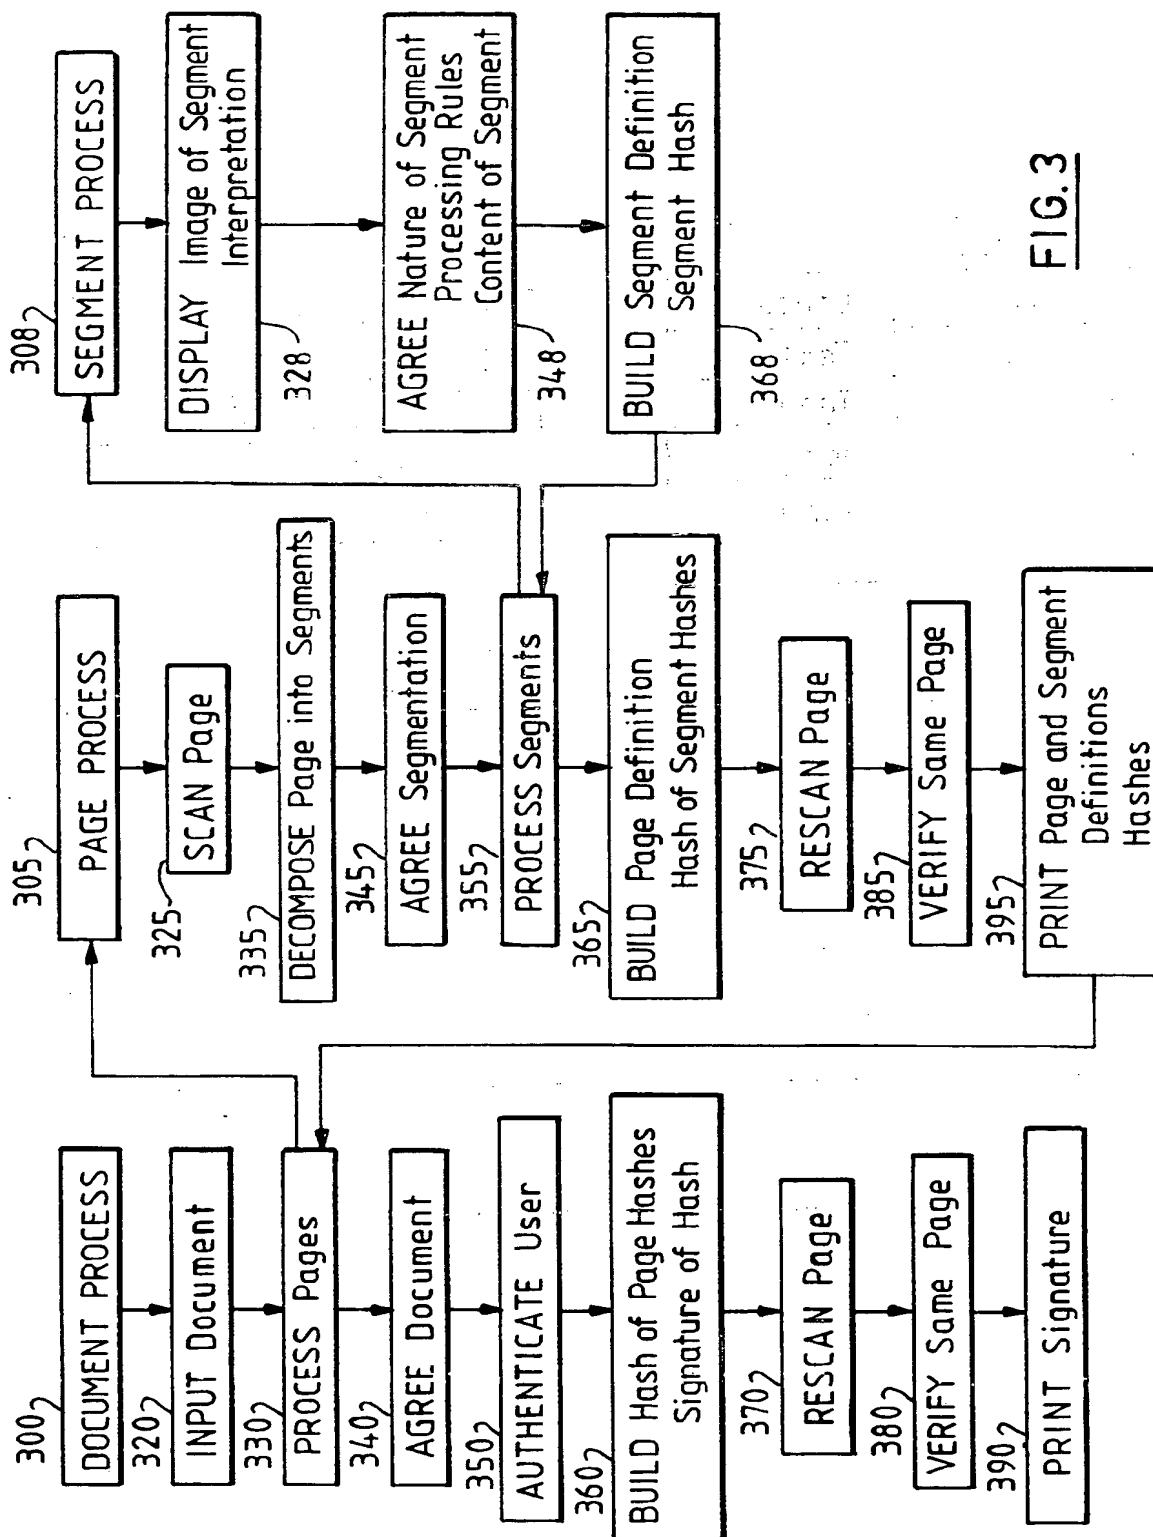 300
DOCUMENT PROCESS
320
INPUT Document
330
PROCESS Pages
340
AGREE Document
350
AUTHENTICATE User
360
BUILD Hash of Page Hashes
Signature of Hash
370
RESCAN Page
380
VERIFY Same Page
390
PRINT Signature
305
PAGE PROCESS
325
SCAN Page
335
DECOMPOSE Page into Segments
345
AGREE Segmentation
355
PROCESS Segments
365
BUILD Page Definition
Hash of Segment Hashes
375
RESCAN Page
385
VERIFY Same Page
395
PRINT Page and Segment
Definitions
Hashes
308
SEGMENT PROCESS
DISPLAY Image of Segment
Interpretation
328
AGREE Nature of Segment
Processing Rules
Content of Segment
348
BUILD Segment Definition
Segment Hash
368
FIG.3